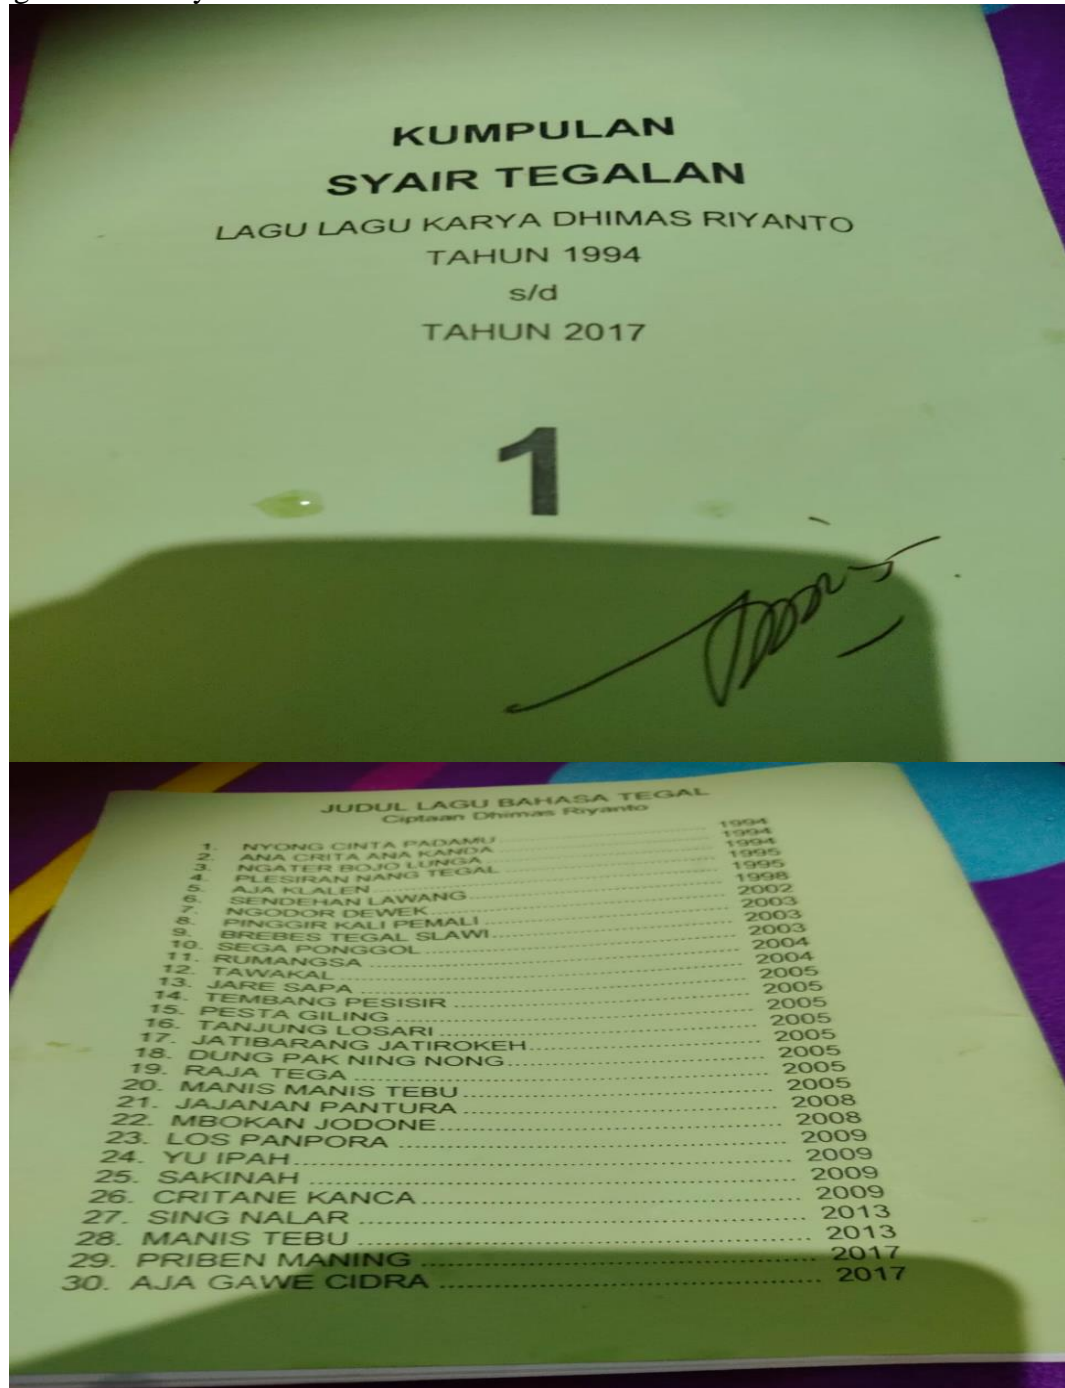 KUMPULAN
SYAIR TEGALAN
LAGU LAGU KARYA DHIMAS RIYANTO
TAHUN 1994
s/d
TAHUN 2017
1
JUDUL LAGU BAHASA TEGAL
Ciptaan Dhimas Riyanto
1. NYONG CINTA PADAMU ........ 1994
2. ANA CRITA ANA KANDA ........ 1994
3. NGATER BOJO LUNGA ........ 1994
4. PLESIRAN NANG TEGAL ........ 1995
5. AJA KLALEN ........ 1995
6. SENDEHAN LAWANG ........ 1998
7. NGODOR DEWEK ........ 2002
8. PINGGIR KALI PEMALI ........ 2003
9. BREBES TEGAL SLAWI ........ 2003
10. SEGA PONGGOL ........ 2003
11. RUMANGSA ........ 2004
12. TAWAKAL ........ 2004
13. JARE SAPA ........ 2005
14. TEMBANG PESISIR ........ 2005
15. PESTA GILING ........ 2005
16. TANJUNG LOSARI ........ 2005
17. JATIBARANG JATIROKEH ........ 2005
18. DUNG PAK NING NONG ........ 2005
19. RAJA TEGA ........ 2005
20. MANIS MANIS TEBU ........ 2005
21. JAJANAN PANTURA ........ 2008
22. MBOKAN JODONE ........ 2008
23. LOS PANPORA ........ 2009
24. YU IPAH ........ 2009
25. SAKINAH ........ 2009
26. CRITANE KANCA ........ 2009
27. SING NALAR ........ 2013
28. MANIS TEBU ........ 2013
29. PRIBEN MANING ........ 2017
30. AJA GAWE CIDRA ........ 2017